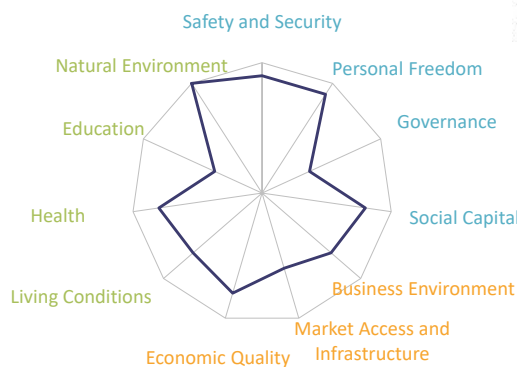 Safety and Security
Natural Environment
Personal Freedom
Education
Governance
Health
Social Capital
Living Conditions
Business Environment
Market Access and
Infrastructure
Economic Quality